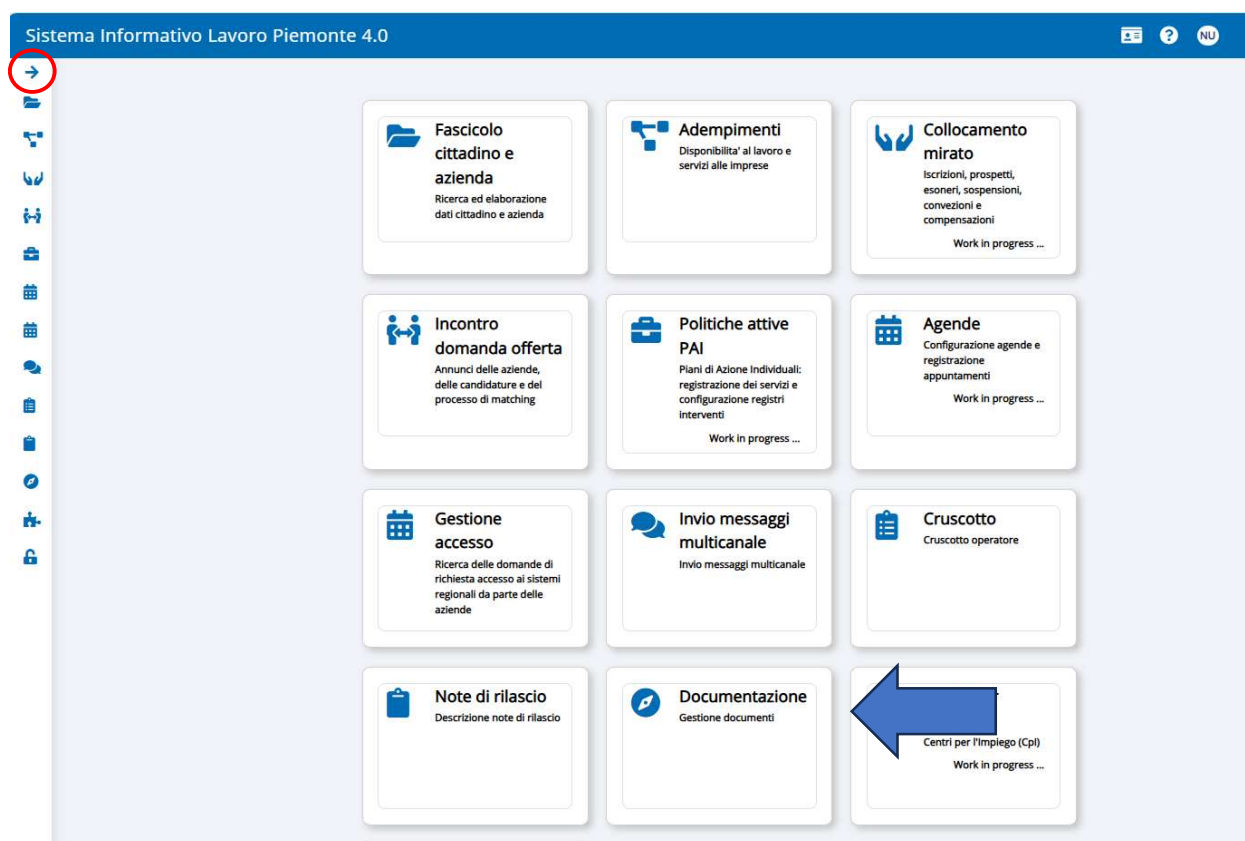 Sistema Informativo Lavoro Piemonte 4.0
NU
Fascicolo
cittadino e
azienda
Ricerca ed elaborazione
dati cittadino e azienda
Adempimenti
Disponibilita' al lavoro e
servizi alle imprese
Collocamento
mirato
Iscrizioni, prospetti,
esoneri, sospensioni,
convezioni e
compensazioni
Work in progress ...
Incontro
domanda offerta
Annunci delle aziende,
delle candidature e del
processo di matching
Politiche attive
PAI
Piani di Azione Individuali:
registrazione dei servizi e
configurazione registri
interventi
Work in progress ...
Agende
Configurazione agende e
registrazione
appuntamenti
Work in progress ...
Gestione
accesso
Ricerca delle domande di
richiesta accesso ai sistemi
regionali da parte delle
aziende
Invio messaggi
multicanale
Invio messaggi multicanale
Cruscotto
Cruscotto operatore
Note di rilascio
Descrizione note di rilascio
Documentazione
Gestione documenti
Centri per l'Impiego (CpI)
Work in progress ...